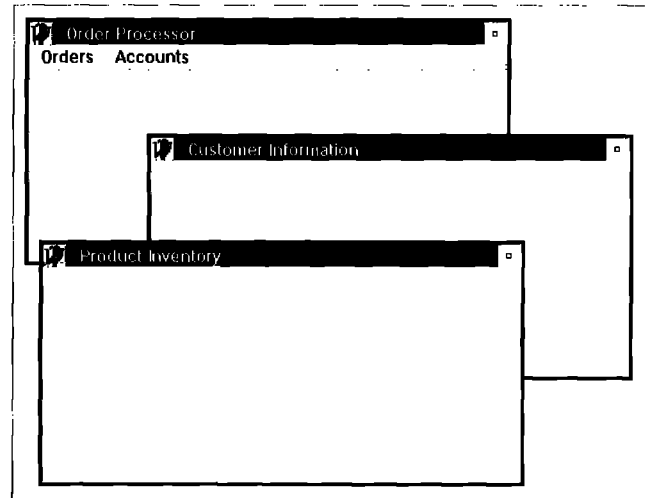 Order Processor
Orders Accounts
Customer Information
Product Inventory